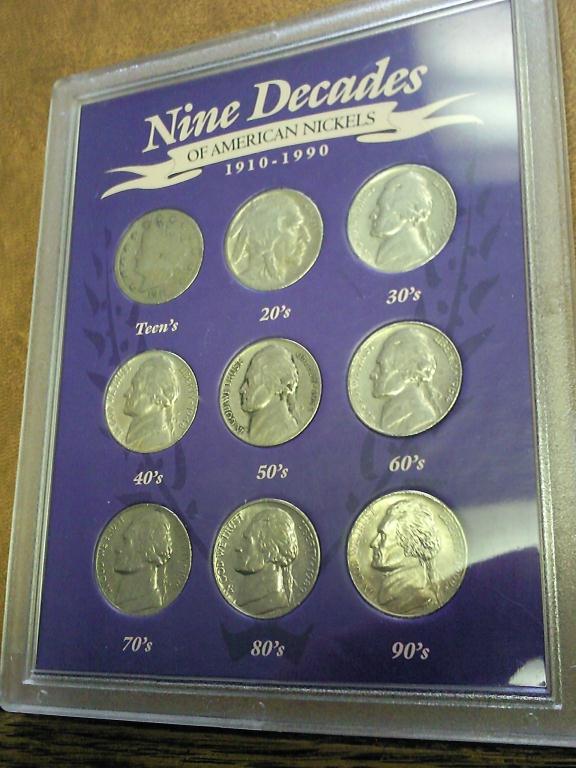 Nine Decades
OF AMERICAN NICKELS
1910-1990
Teen's
20's
30's
40's
50's
60's
70's
80's
90's